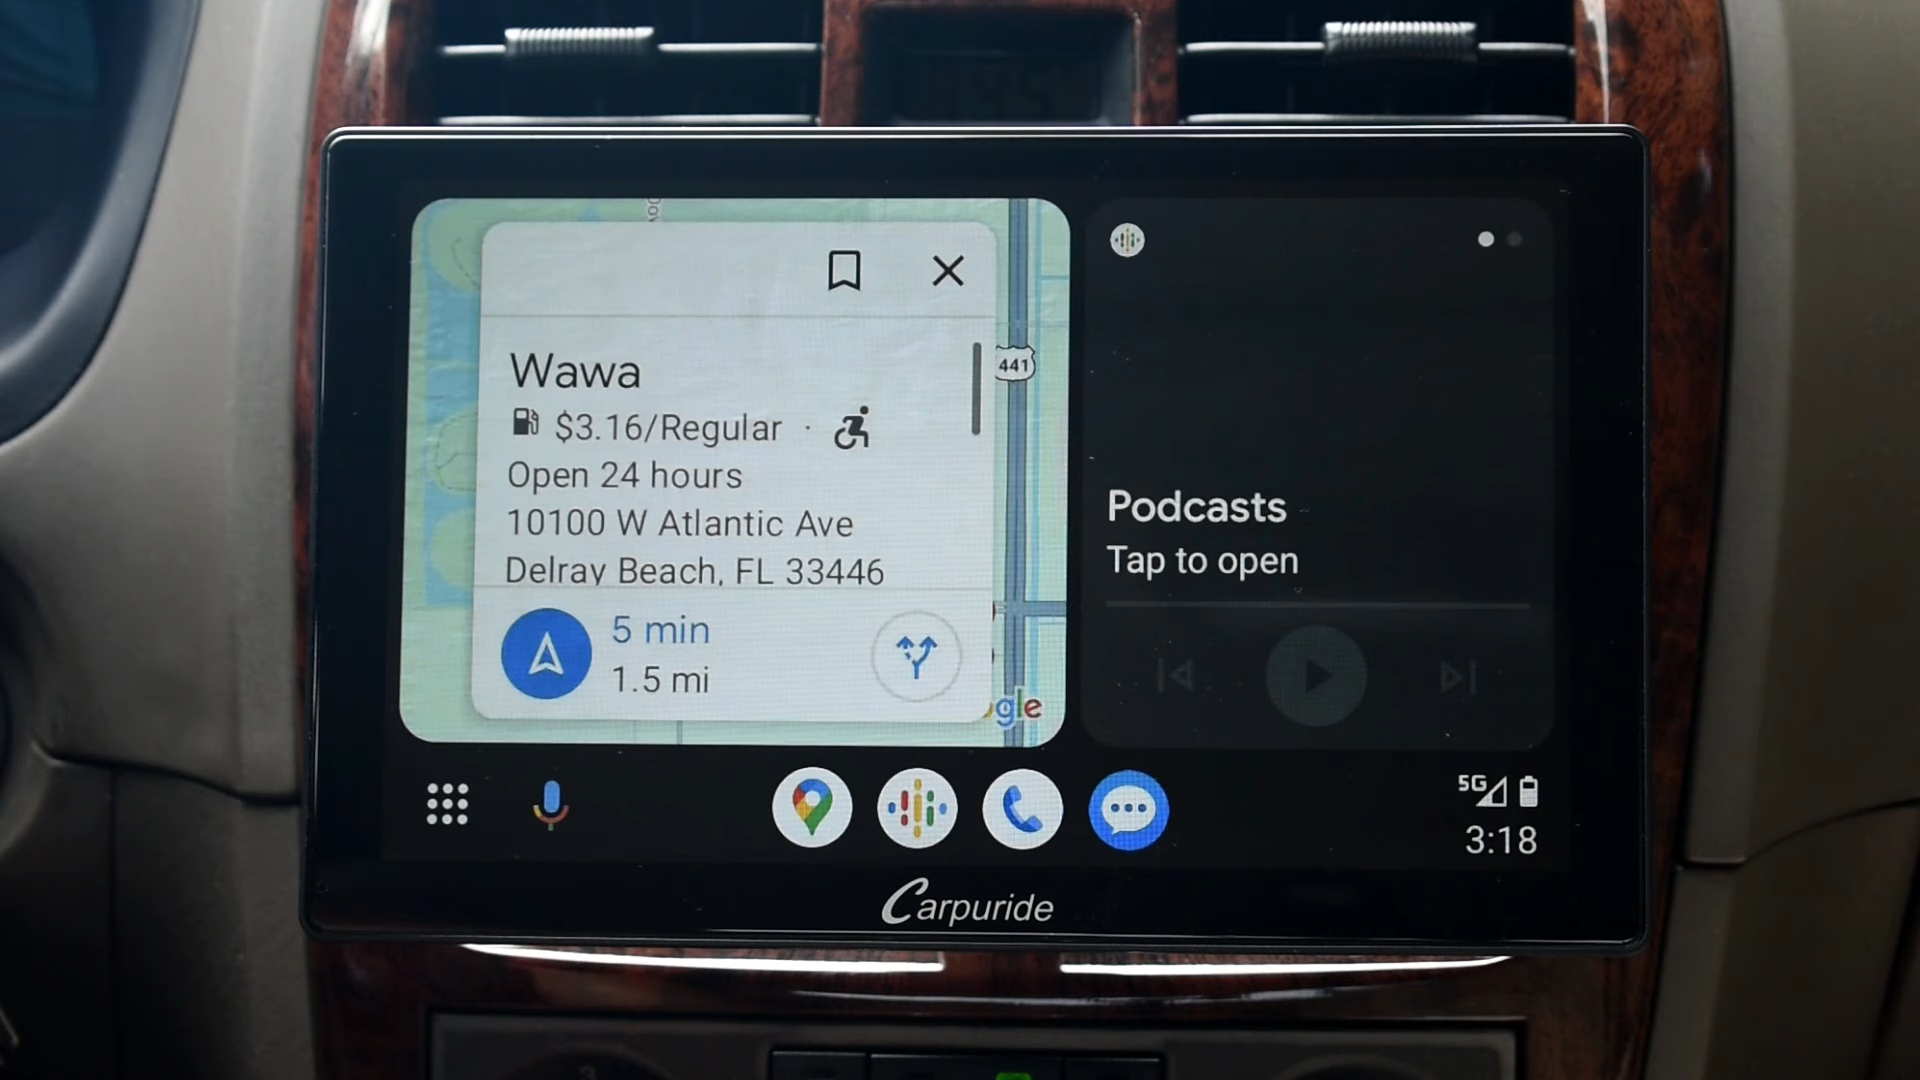 Wawa
$3.16/Regular ·
Open 24 hours
10100 W Atlantic Ave
Delray Beach, FL 33446
5 min
1.5 mi
441
Podcasts
Tap to open
5G
3:18
Carpuride